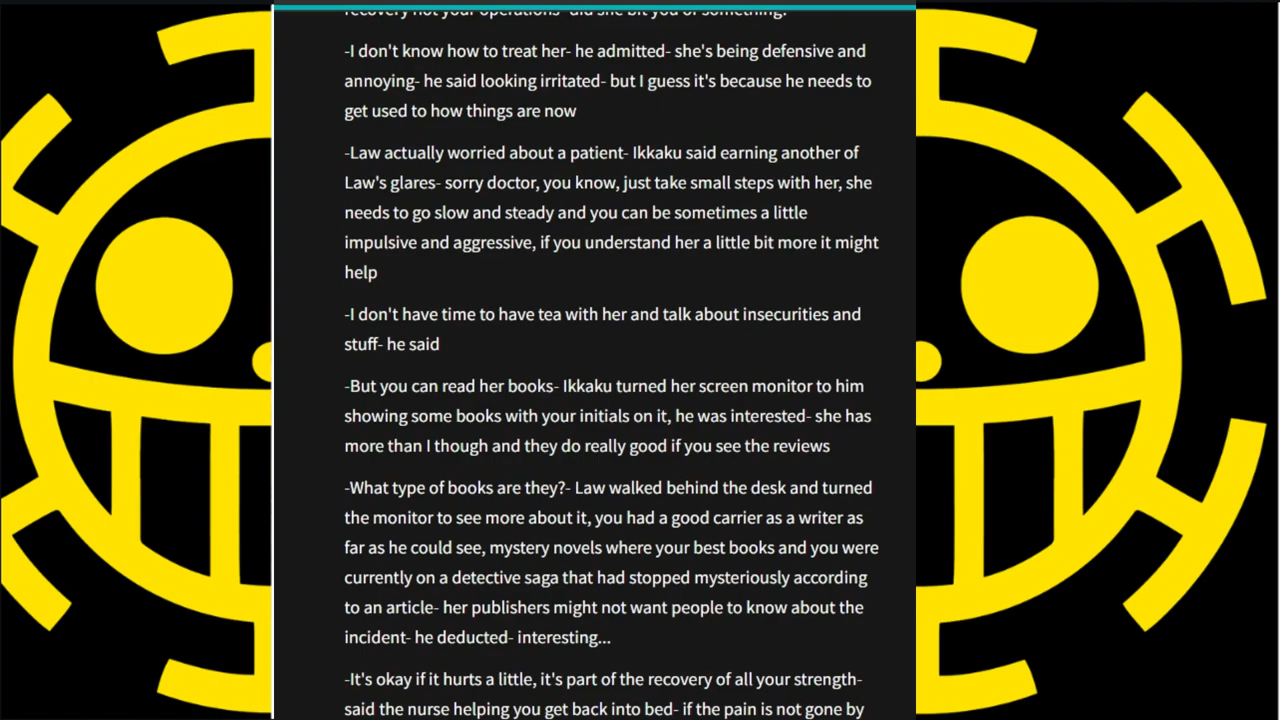 recovery not your operations- did she bit you or something?
-I don't know how to treat her- he admitted- she's being defensive and
annoying- he said looking irritated- but I guess it's because he needs to
get used to how things are now
-Law actually worried about a patient- Ikkaku said earning another of
Law's glares- sorry doctor, you know, just take small steps with her, she
needs to go slow and steady and you can be sometimes a little
impulsive and aggressive, if you understand her a little bit more it might
help
-I don't have time to have tea with her and talk about insecurities and
stuff- he said
-But you can read her books- Ikkaku turned her screen monitor to him
showing some books with your initials on it, he was interested- she has
more than I though and they do really good if you see the reviews
-What type of books are they?- Law walked behind the desk and turned
the monitor to see more about it, you had a good carrier as a writer as
far as he could see, mystery novels where your best books and you were
currently on a detective saga that had stopped mysteriously according
to an article- her publishers might not want people to know about the
incident- he deducted- interesting...
-It's okay if it hurts a little, it's part of the recovery of all your strength-
said the nurse helping you get back into bed- if the pain is not gone by